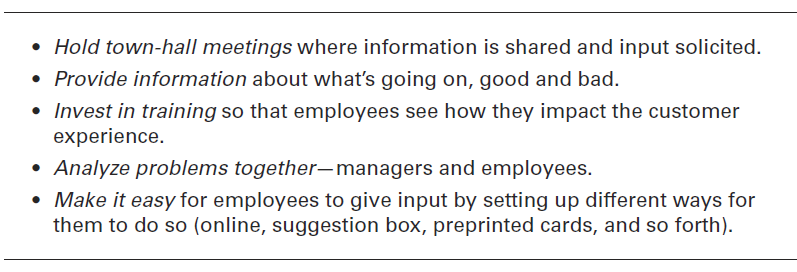 • Hold town-hall meetings where information is shared and input solicited.
• Provide information about what's going on, good and bad.
• Invest in training so that employees see how they impact the customer
experience.
• Analyze problems together—managers and employees.
• Make it easy for employees to give input by setting up different ways for
them to do so (online, suggestion box, preprinted cards, and so forth).